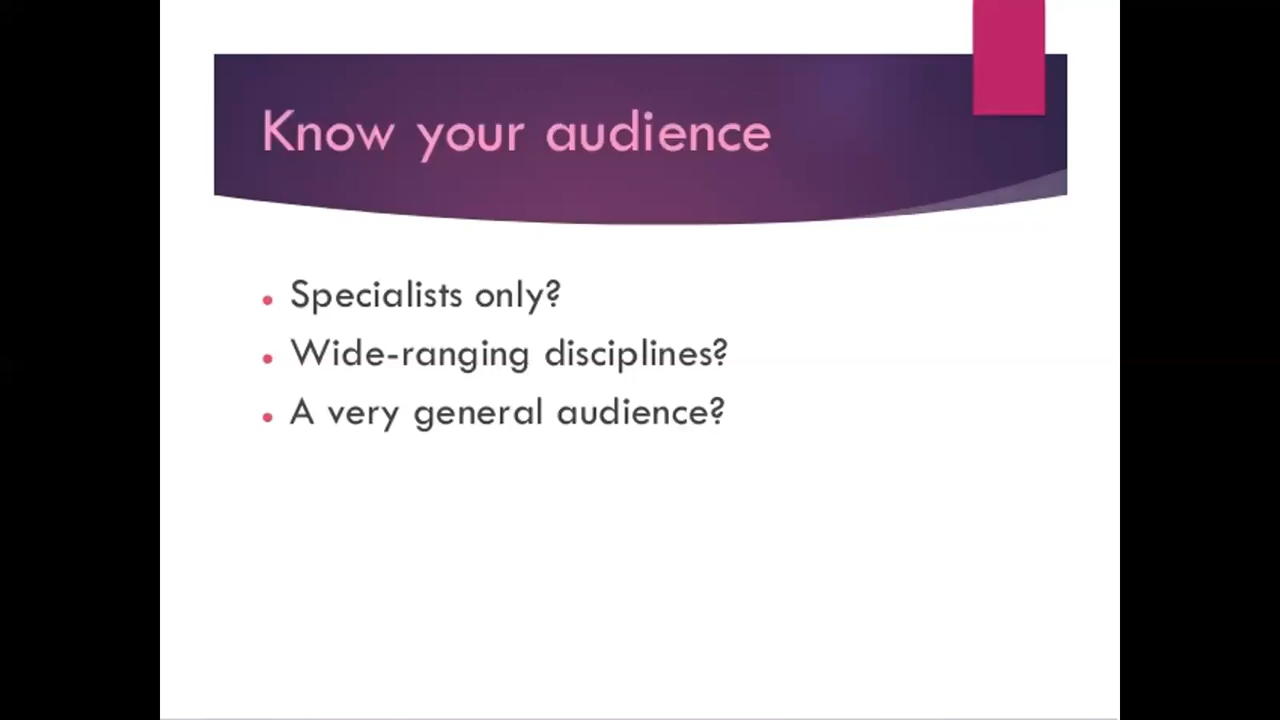 Know your audience
Specialists only?
Wide-ranging disciplines?
A very general audience?